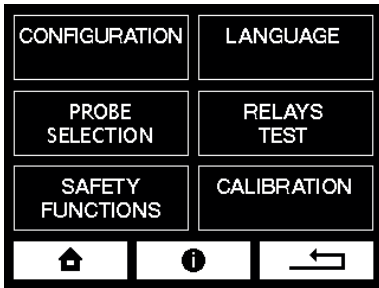 CONFIGURATION
LANGUAGE
PROBE
SELECTION
RELAYS
TEST
SAFETY
FUNCTIONS
CALIBRATION